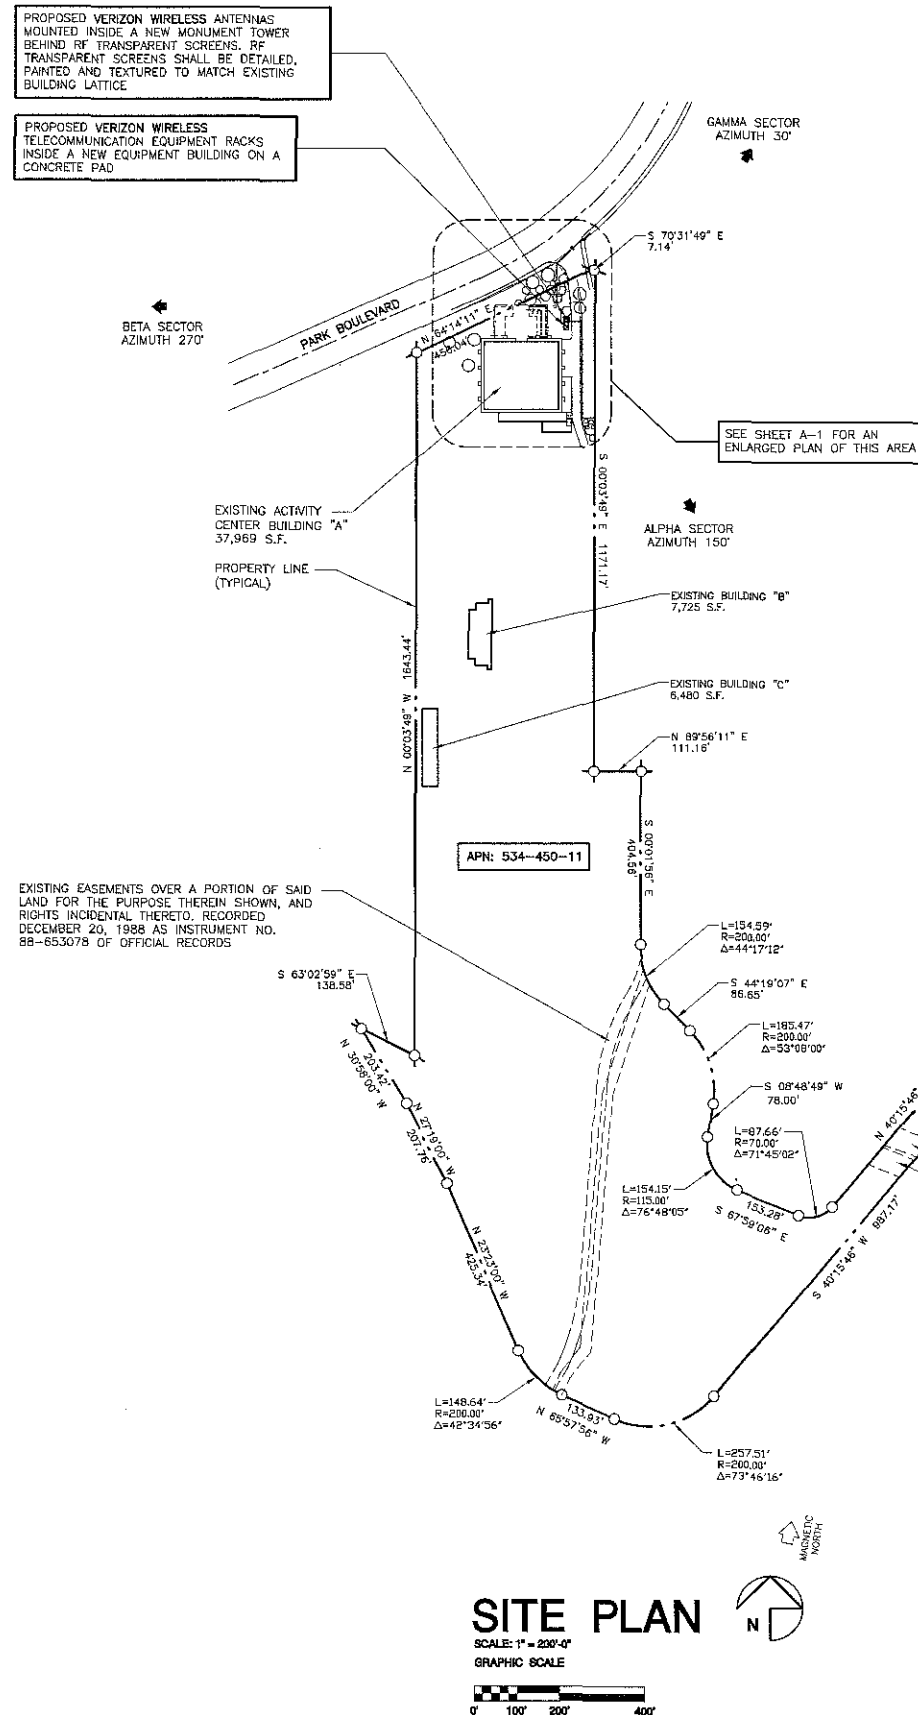 PROPOSED VERIZON WIRELESS ANTENNAS
MOUNTED INSIDE A NEW MONUMENT TOWER
BEHIND RF TRANSPARENT SCREENS. RF
TRANSPARENT SCREENS SHALL BE DETAILED,
PAINTED AND TEXTURED TO MATCH EXISTING
BUILDING LATTICE
PROPOSED VERIZON WIRELESS
TELECOMMUNICATION EQUIPMENT RACKS
INSIDE A NEW EQUIPMENT BUILDING ON A
CONCRETE PAD
GAMMA SECTOR
AZIMUTH 30°
S 70°31'49" E
7.14'
BETA SECTOR
AZIMUTH 270°
PARK BOULEVARD
N 64°14'11" E
458.04'
SEE SHEET A-1 FOR AN
ENLARGED PLAN OF THIS AREA
S 00°03'49" E 1171.17'
EXISTING ACTIVITY
CENTER BUILDING "A"
37,969 S.F.
ALPHA SECTOR
AZIMUTH 150°
PROPERTY LINE
(TYPICAL)
EXISTING BUILDING "B"
7,725 S.F.
N 00°03'49" W 1643.44'
EXISTING BUILDING "C"
6,480 S.F.
N 89°56'11" E
111.16'
S 00°01'56" E
404.56'
APN: 534-450-11
EXISTING EASEMENTS OVER A PORTION OF SAID
LAND FOR THE PURPOSE THEREIN SHOWN, AND
RIGHTS INCIDENTAL THERETO. RECORDED
DECEMBER 20, 1988 AS INSTRUMENT NO.
88-653078 OF OFFICIAL RECORDS
L=154.59'
R=200.00'
Δ=44°17'12"
S 63°02'59" E
138.58'
S 44°19'07" E
86.65'
L=185.47'
R=200.00'
Δ=53°08'00"
203.42'
N 30°58'00" W
S 08°48'49" W
78.00'
N 27°19'00" W
207.76'
L=87.66'
R=70.00'
Δ=71°45'02"
N 40°15'46"
L=154.15'
R=115.00'
Δ=76°48'05"
153.28'
S 67°59'06" E
S 40°15'46" W 987.17'
N 23°23'00" W
425.34'
L=148.64'
R=200.00'
Δ=42°34'56"
133.93'
N 65°57'56" W
L=257.51'
R=200.00'
Δ=73°46'16"
MAGNETIC
NORTH
SITE PLAN
N
SCALE: 1" = 200'-0"
GRAPHIC SCALE
0' 100' 200' 400'